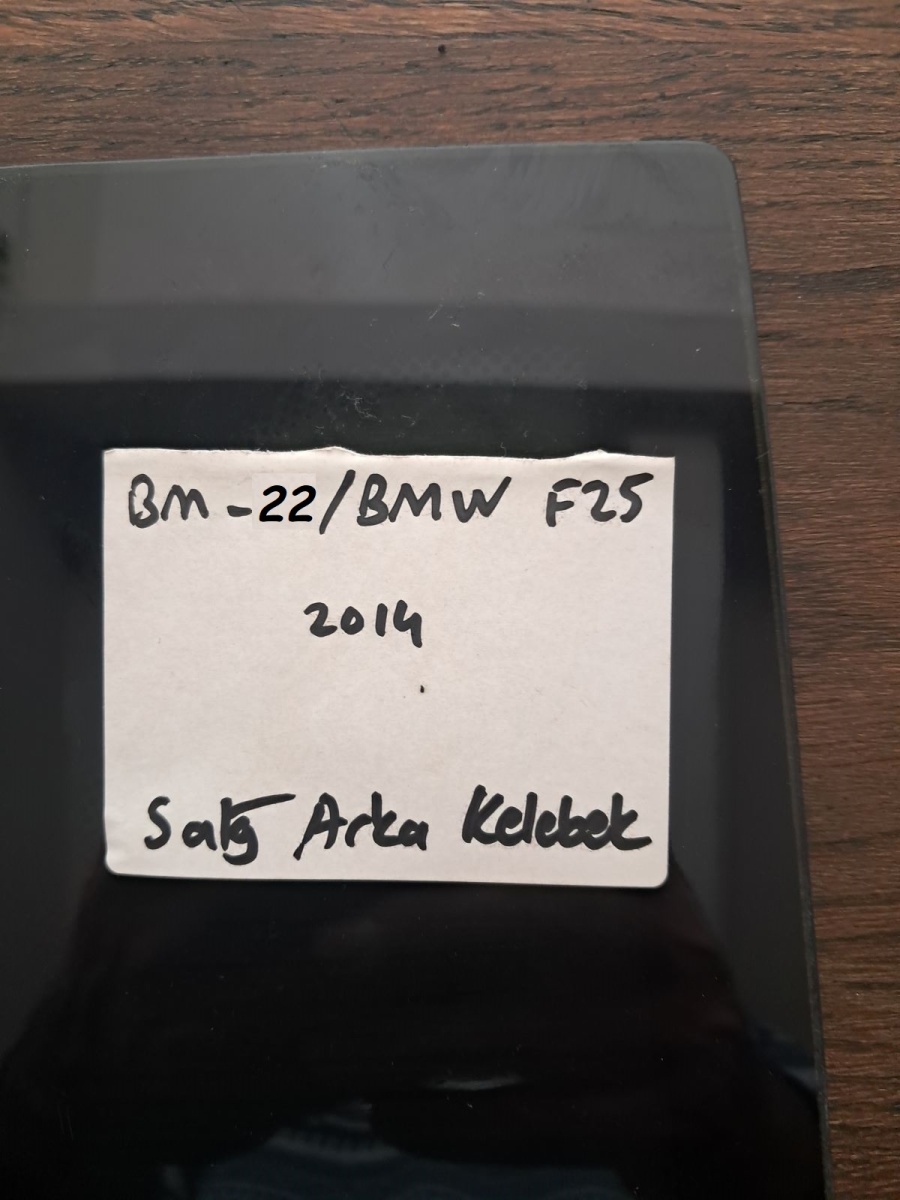 BM-22/BMW F25
2014
Sağ Arka Kelebek